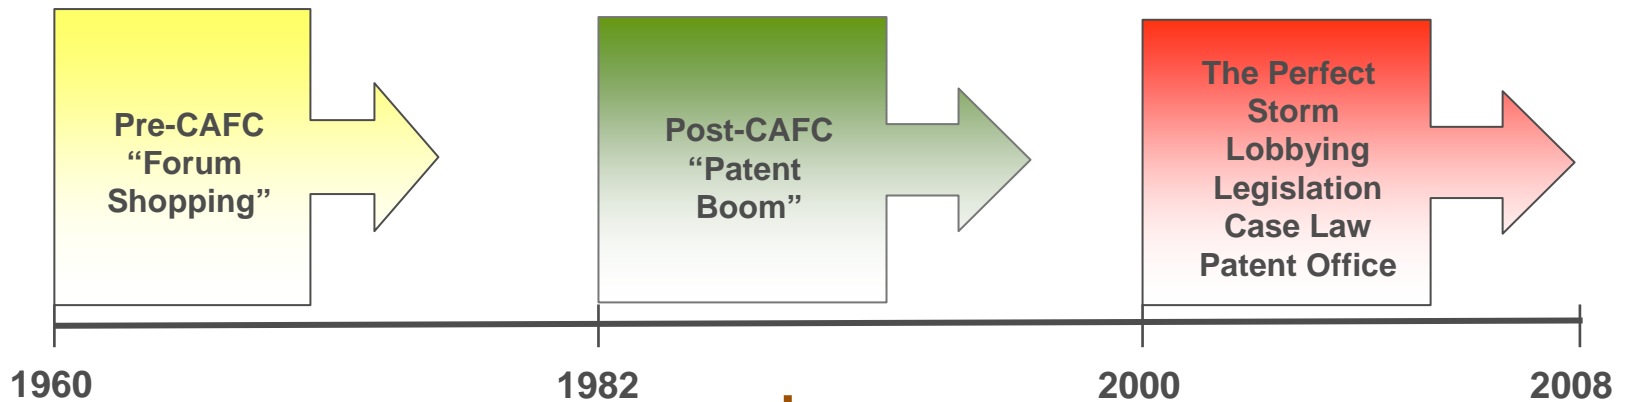 Pre-CAFC
“Forum
Shopping”
Post-CAFC
“Patent
Boom”
The Perfect
Storm
Lobbying
Legislation
Case Law
Patent Office
1960
1982
2000
2008